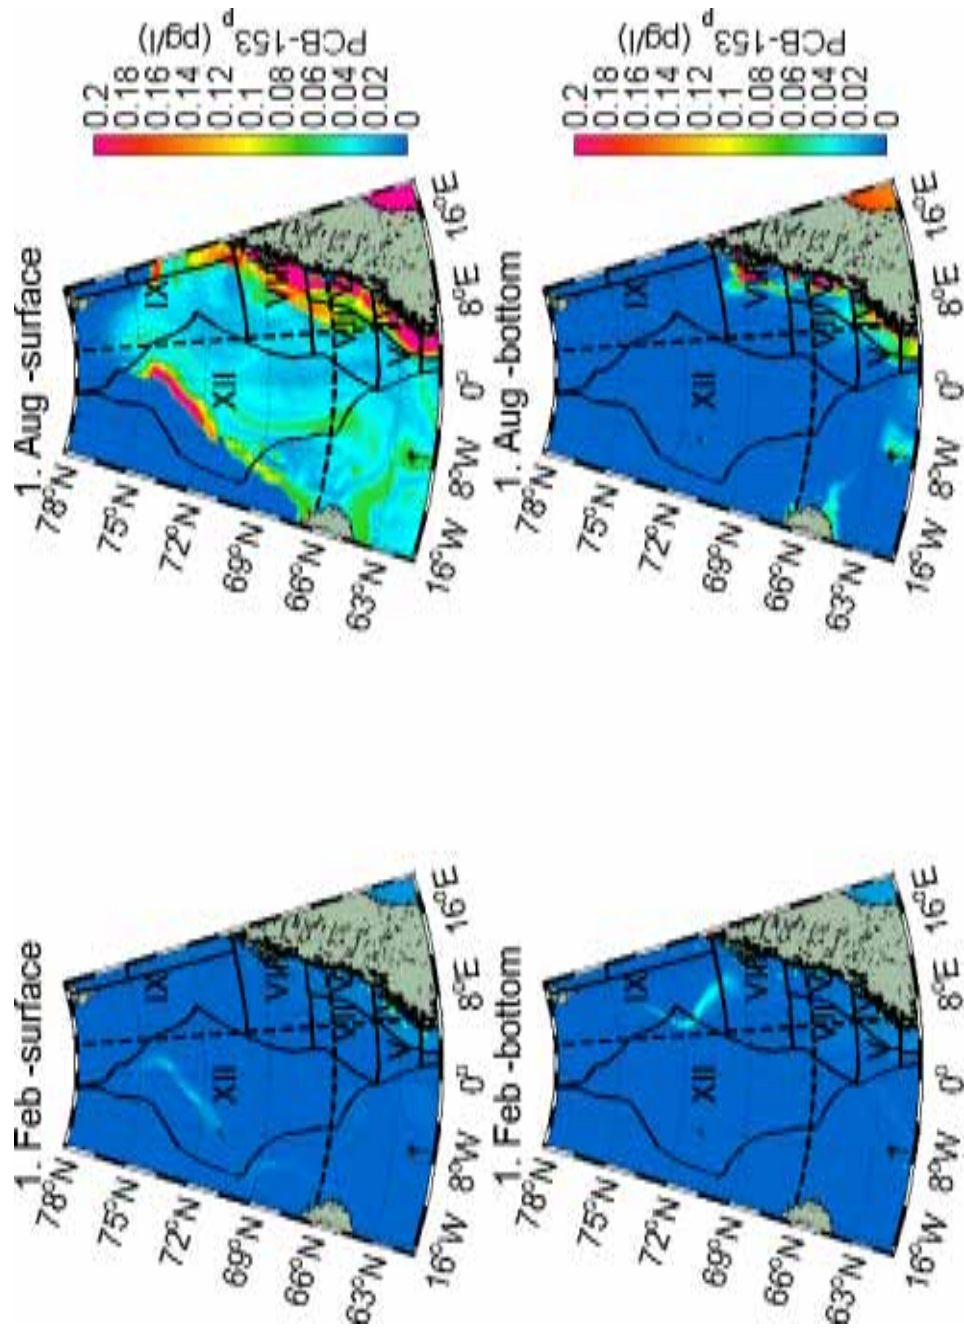 1. Feb -surface
78°N
75°N
72°N
69°N
66°N
63°N
16°W
8°W
0°
8°E
16°E
IX
XII
VII
V
1. Aug -surface
78°N
75°N
72°N
69°N
66°N
63°N
16°W
8°W
0°
8°E
16°E
IX
XII
V
0.2
0.18
0.16
0.14
0.12
0.1
0.08
0.06
0.04
0.02
0
PCB-153p (pg/l)
1. Feb -bottom
78°N
75°N
72°N
69°N
66°N
63°N
16°W
8°W
0°
8°E
16°E
IX
XII
VII
V
1. Aug -bottom
78°N
75°N
72°N
69°N
66°N
63°N
16°W
8°W
0°
8°E
16°E
IX
XII
V
0.2
0.18
0.16
0.14
0.12
0.1
0.08
0.06
0.04
0.02
0
PCB-153p (pg/l)